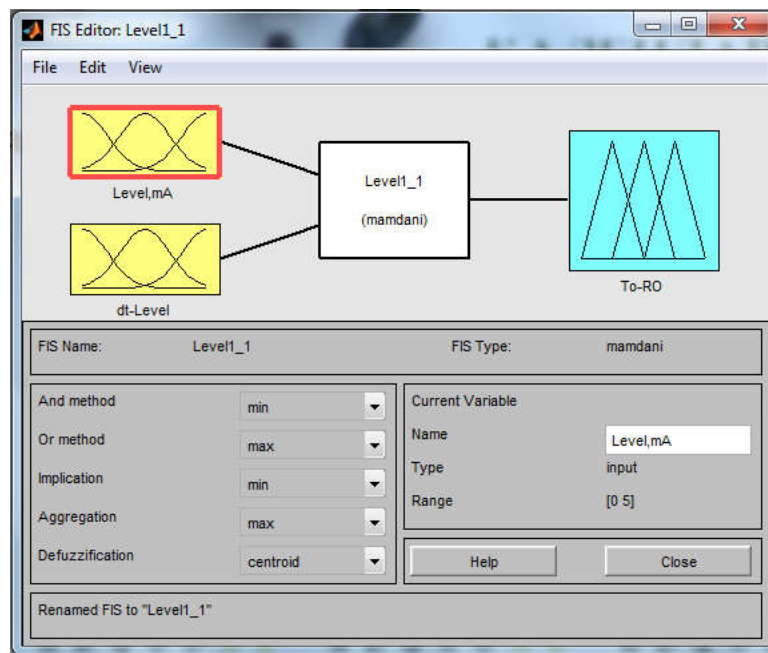 FIS Editor: Level1_1
File Edit View
Level,mA
dt-Level
Level1_1
(mamdani)
To-RO
FIS Name: Level1_1 FIS Type: mamdani
And method min
Or method max
Implication min
Aggregation max
Defuzzification centroid
Current Variable
Name Level,mA
Type input
Range [0 5]
Help Close
Renamed FIS to "Level1_1"